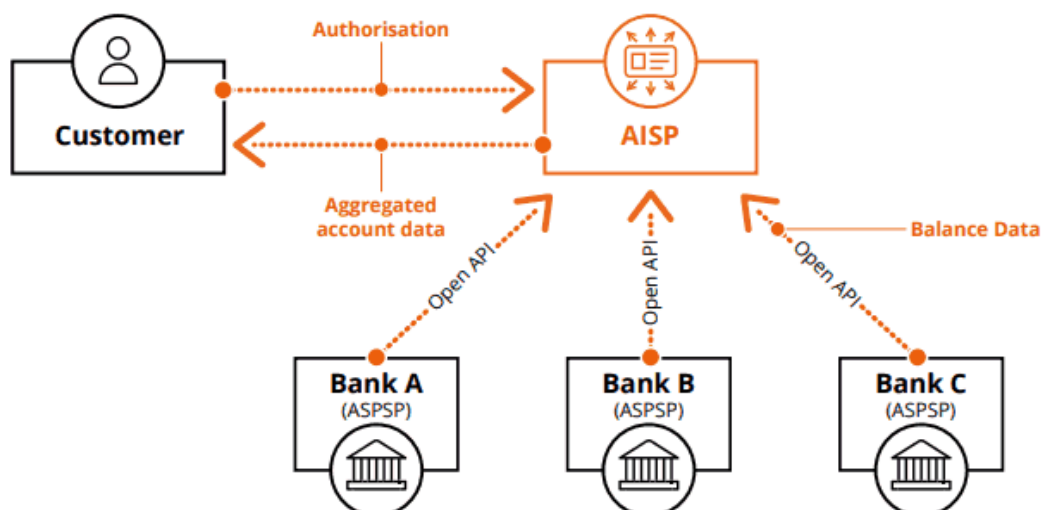 Authorisation
Customer
AISP
Aggregated
account data
Balance Data
Open API
Open API
Open API
Bank A
(ASPSP)
Bank B
(ASPSP)
Bank C
(ASPSP)